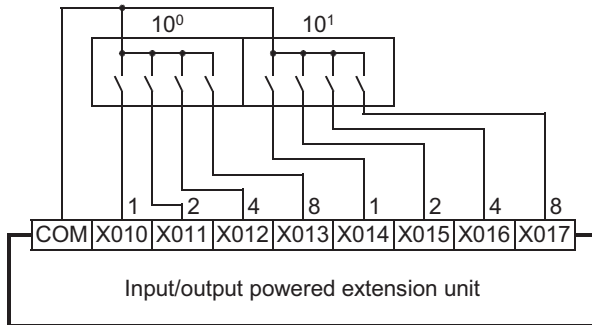 10⁰ 10¹
1 2 4 8 1 2 4 8
COM X010 X011 X012 X013 X014 X015 X016 X017
Input/output powered extension unit